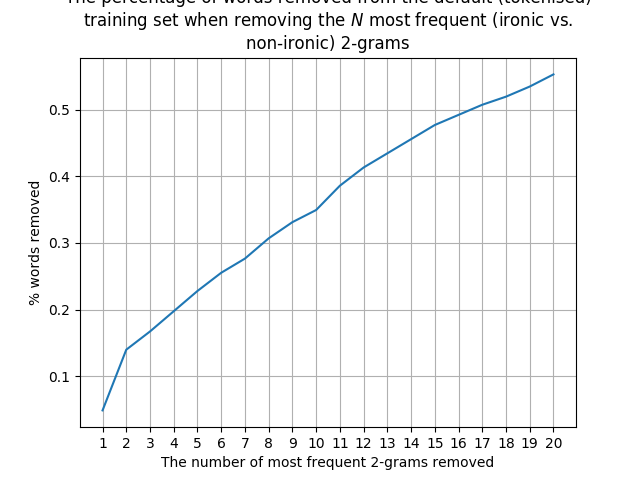 The percentage of words removed from the default (tokenised)
training set when removing the N most frequent (ironic vs.
non-ironic) 2-grams
0.5
0.4
0.3
0.2
0.1
% words removed
1 2 3 4 5 6 7 8 9 10 11 12 13 14 15 16 17 18 19 20
The number of most frequent 2-grams removed